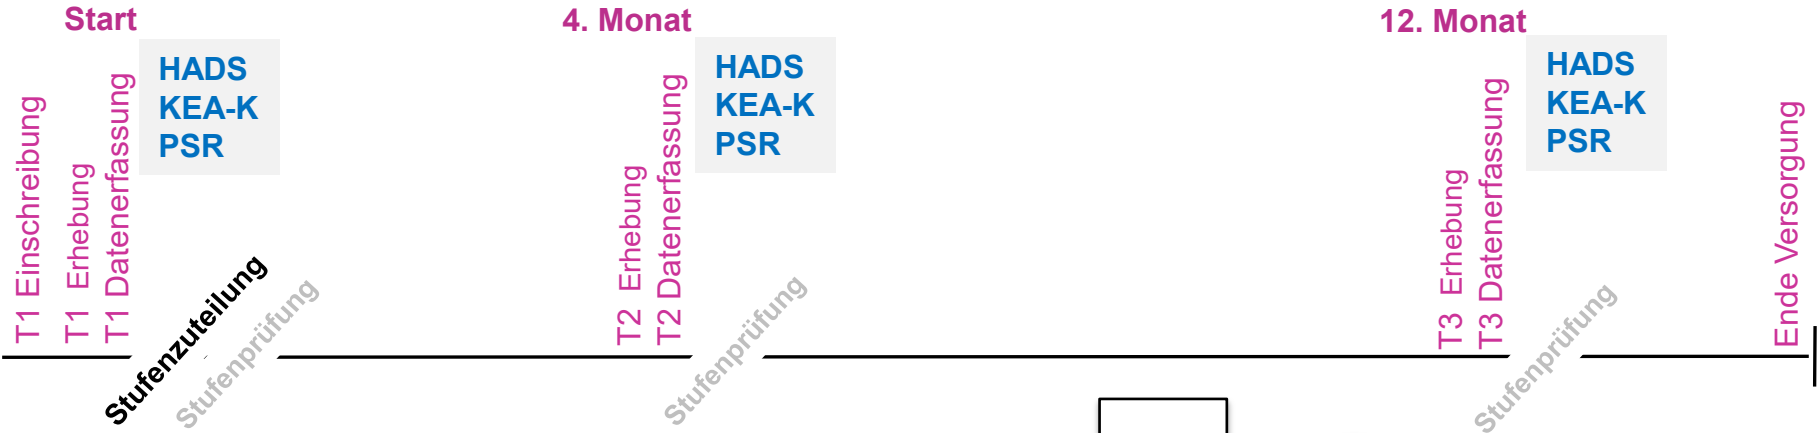 Start
4. Monat
12. Monat
T1 Einschreibung
T1 Erhebung
T1 Datenerfassung
HADS
KEA-K
PSR
Stufenzuteilung
Stufenprüfung
T2 Erhebung
T2 Datenerfassung
HADS
KEA-K
PSR
Stufenprüfung
T3 Erhebung
T3 Datenerfassung
HADS
KEA-K
PSR
Stufenprüfung
Ende Versorgung